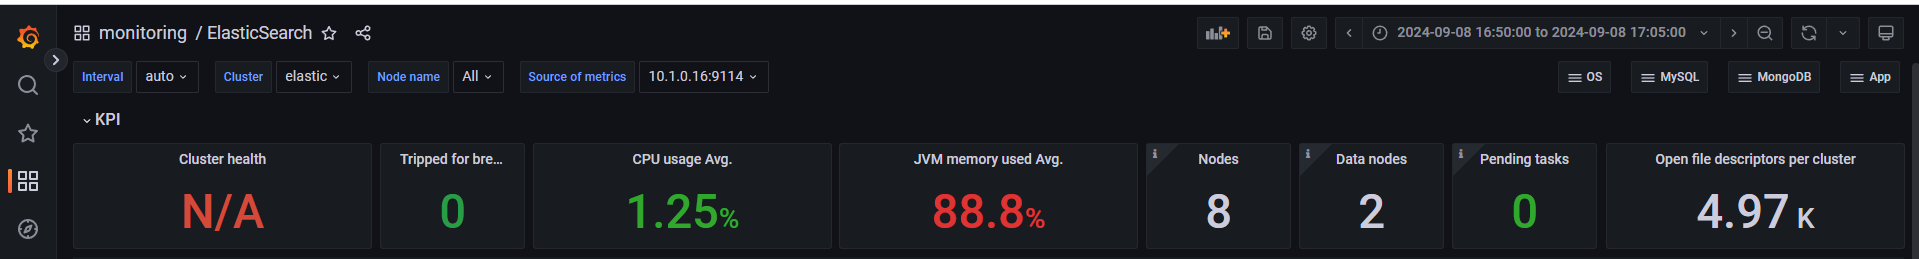 monitoring / ElasticSearch
2024-09-08 16:50:00 to 2024-09-08 17:05:00
Interval auto Cluster elastic Node name All Source of metrics 10.1.0.16:9114 OS MySQL MongoDB App
KPI
Cluster health Tripped for bre... CPU usage Avg. JVM memory used Avg. Nodes Data nodes Pending tasks Open file descriptors per cluster
N/A 0 1.25% 88.8% 8 2 0 4.97 K